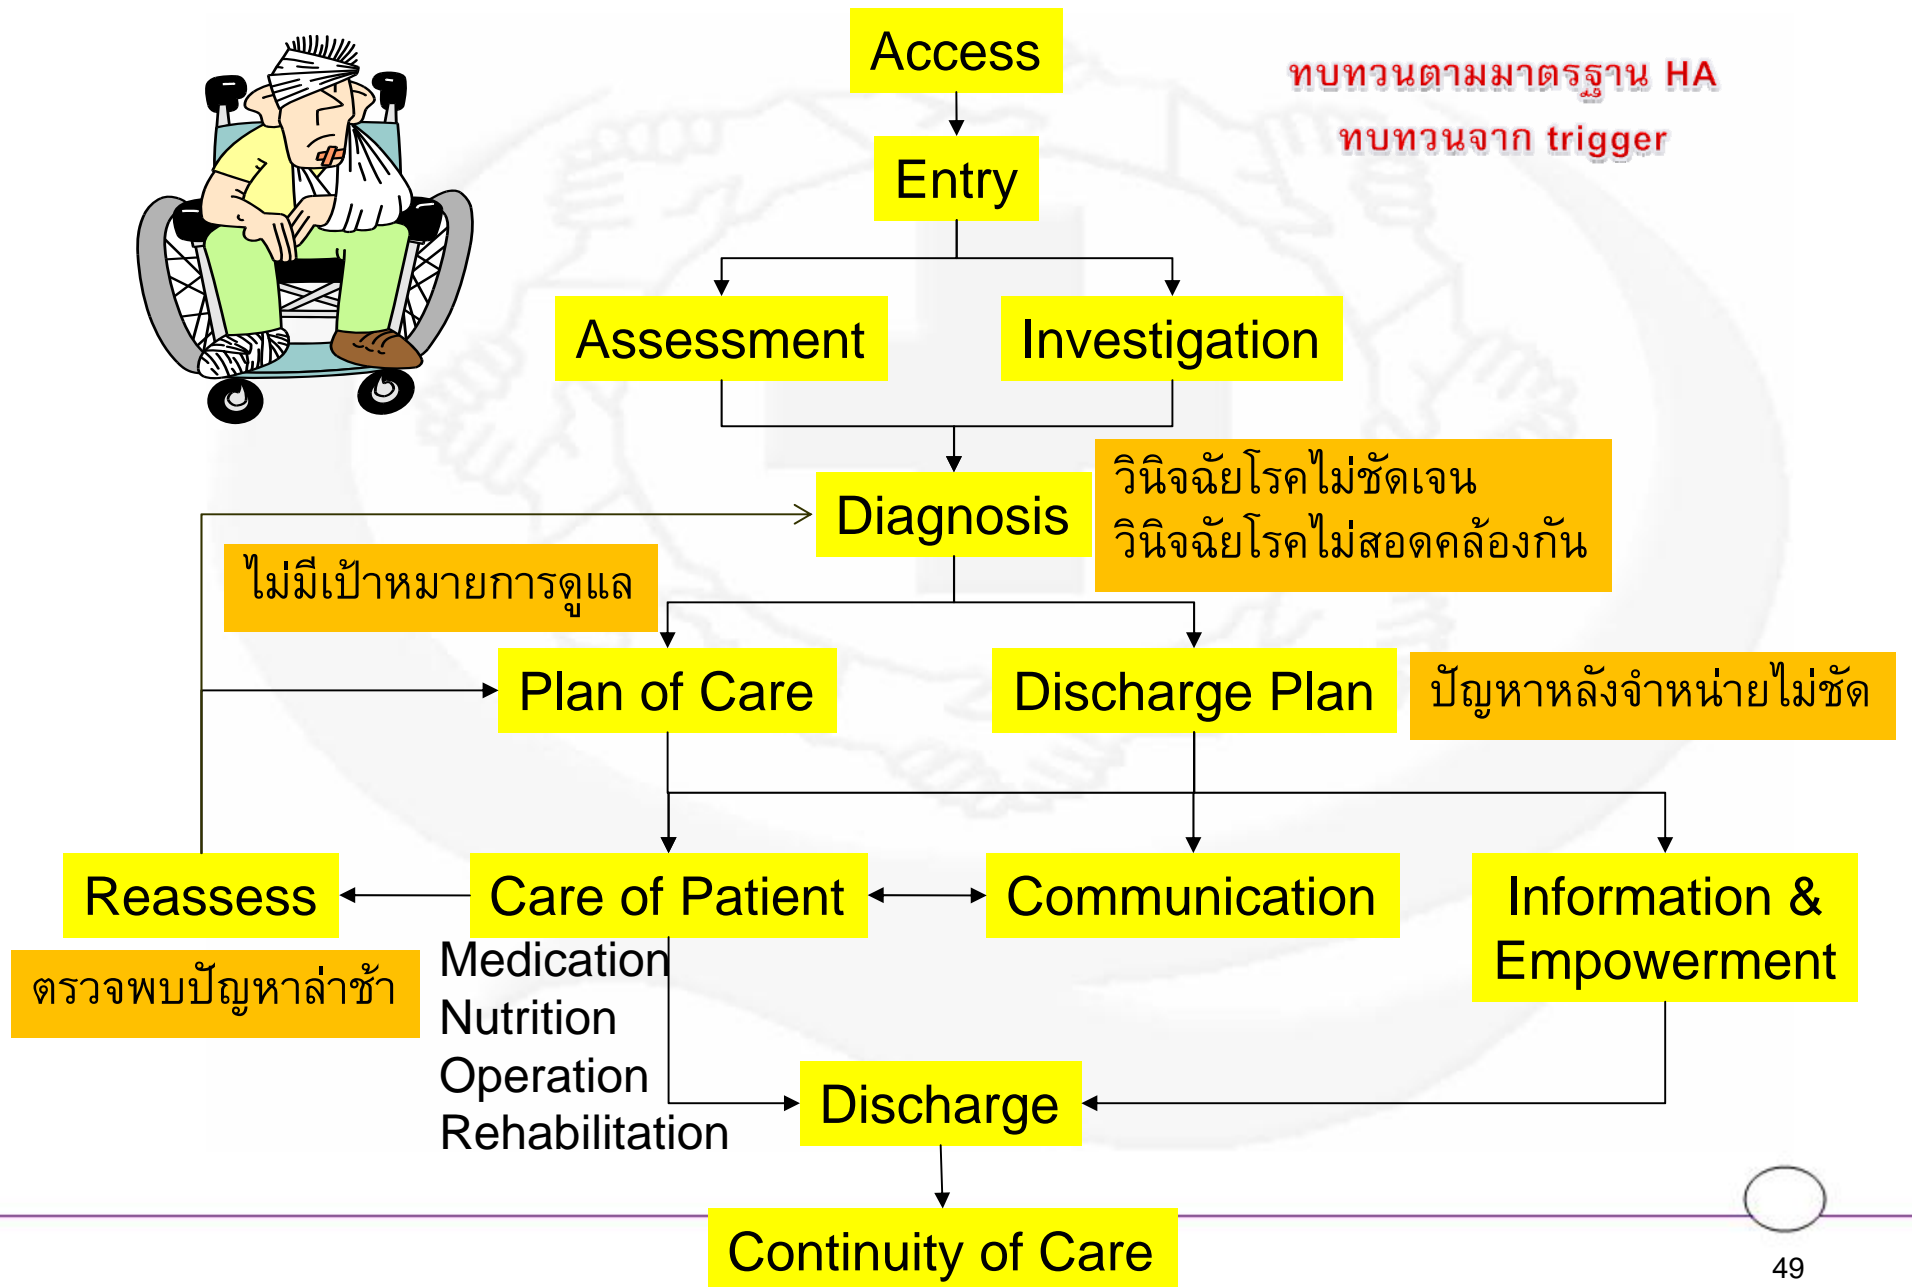 Access
ทบทวนตามมาตรฐาน HA
ทบทวนจาก trigger
Entry
Assessment
Investigation
Diagnosis
วินิจฉัยโรคไม่ชัดเจน
วินิจฉัยโรคไม่สอดคล้องกัน
ไม่มีเป้าหมายการดูแล
Plan of Care
Discharge Plan
ปัญหาหลังจำหน่ายไม่ชัด
Reassess
Care of Patient
Communication
Information &
Empowerment
ตรวจพบปัญหาล่าช้า
Medication
Nutrition
Operation
Rehabilitation
Discharge
Continuity of Care
49